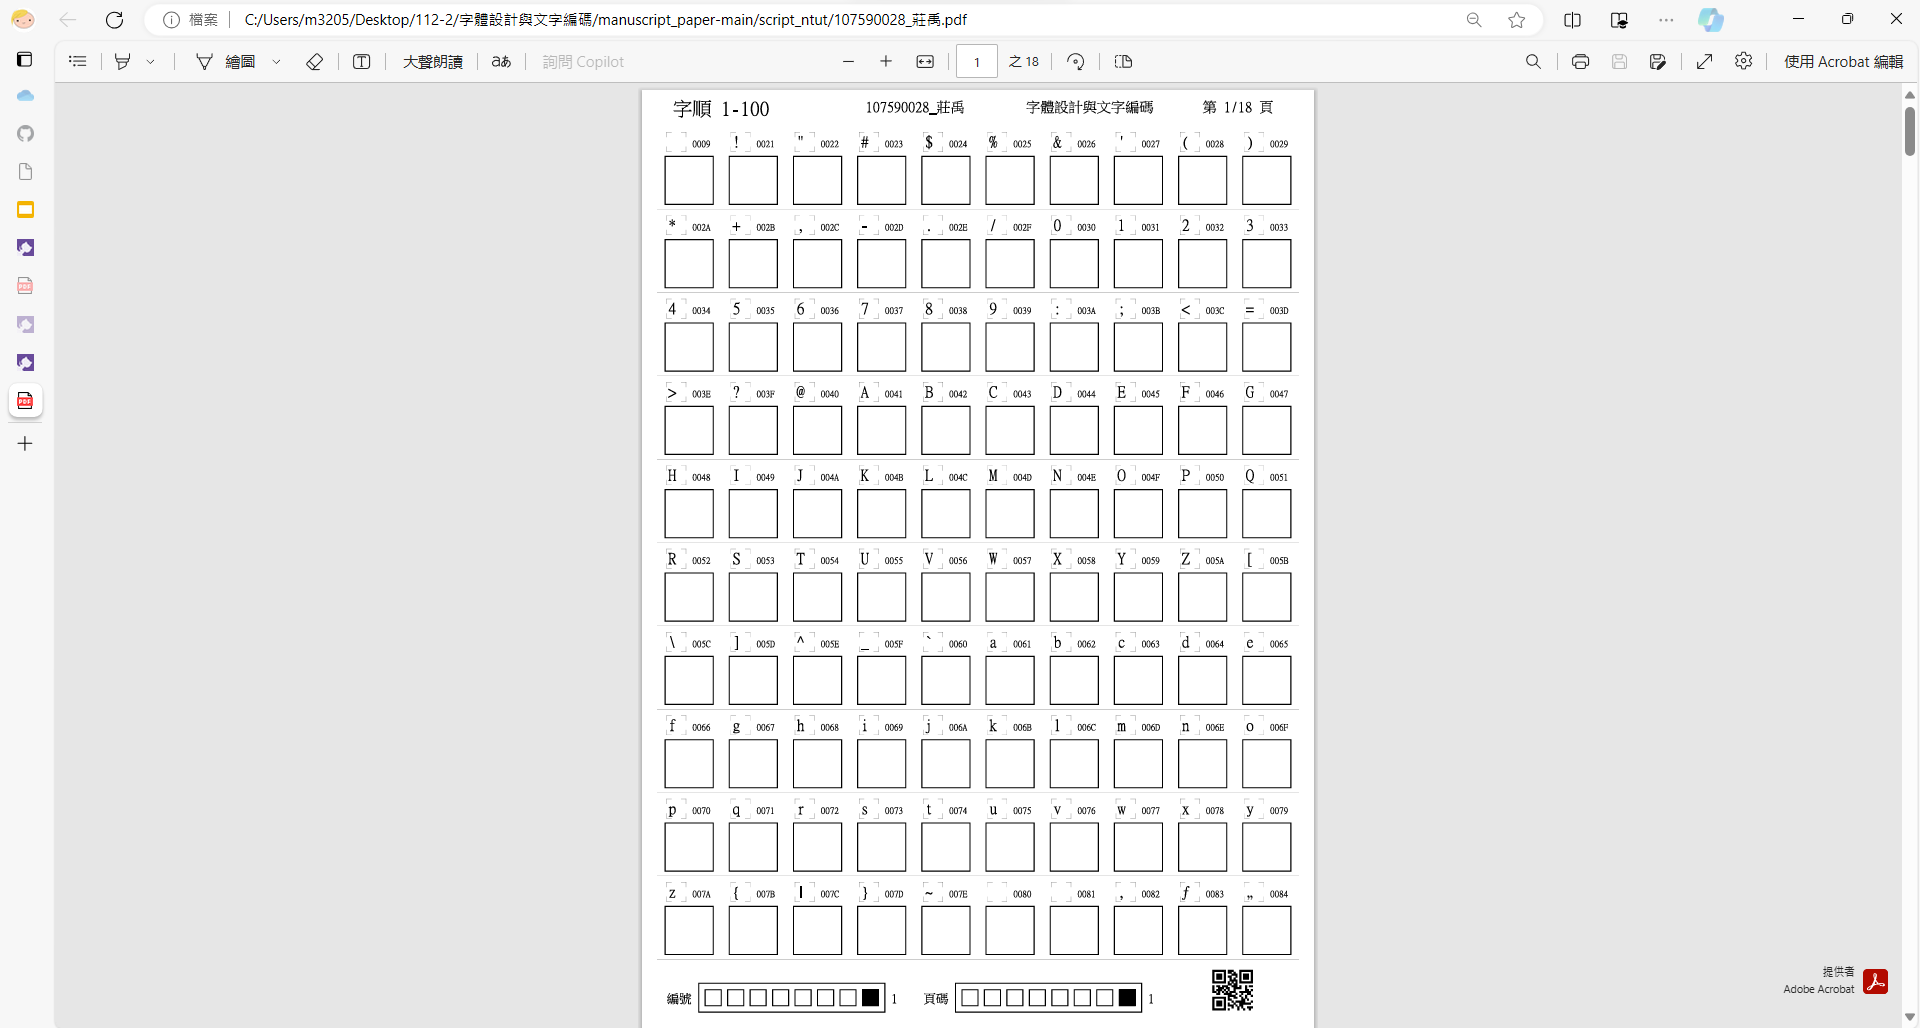 檔案 C:/Users/m3205/Desktop/112-2/字體設計與文字編碼/manuscript_paper-main/script_ntut/107590028_莊禹.pdf
繪圖 大聲朗讀 aあ 詢問 Copilot 1 之 18 使用 Acrobat 編輯
字順 1-100 107590028_莊禹 字體設計與文字編碼 第 1/18 頁
0009 ! 0021 " 0022 # 0023 $ 0024 % 0025 & 0026 ' 0027 ( 0028 ) 0029
* 002A + 002B , 002C - 002D . 002E / 002F 0 0030 1 0031 2 0032 3 0033
4 0034 5 0035 6 0036 7 0037 8 0038 9 0039 : 003A ; 003B < 003C = 003D
> 003E ? 003F @ 0040 A 0041 B 0042 C 0043 D 0044 E 0045 F 0046 G 0047
H 0048 I 0049 J 004A K 004B L 004C M 004D N 004E O 004F P 0050 Q 0051
R 0052 S 0053 T 0054 U 0055 V 0056 W 0057 X 0058 Y 0059 Z 005A [ 005B
\ 005C ] 005D ^ 005E _ 005F ` 0060 a 0061 b 0062 c 0063 d 0064 e 0065
f 0066 g 0067 h 0068 i 0069 j 006A k 006B l 006C m 006D n 006E o 006F
p 0070 q 0071 r 0072 s 0073 t 0074 u 0075 v 0076 w 0077 x 0078 y 0079
z 007A { 007B | 007C } 007D ~ 007E 0080 0081 ‚ 0082 ƒ 0083 „ 0084
編號 1 頁碼 1
提供者
Adobe Acrobat